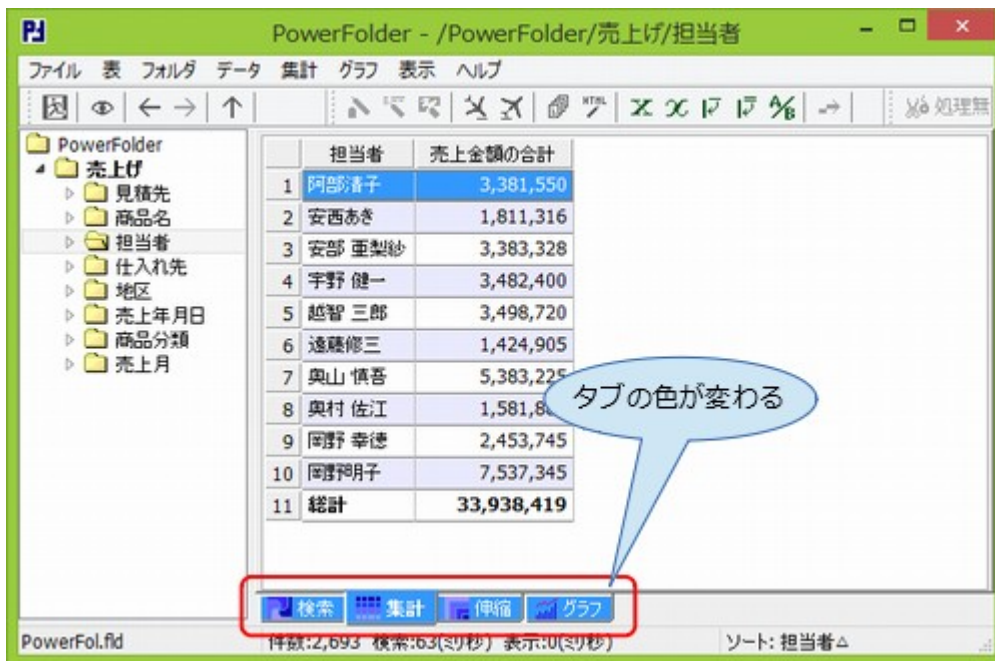 PowerFolder - /PowerFolder/売上げ/担当者
ファイル 表 フォルダ データ 集計 グラフ 表示 ヘルプ
HTML A/B 処理無
PowerFolder
売上げ
見積先
商品名
担当者
仕入れ先
地区
売上年月日
商品分類
売上月
担当者 売上金額の合計
1 阿部清子 3,381,550
2 安西あき 1,811,316
3 安部 亜梨紗 3,383,328
4 宇野 健一 3,482,400
5 越智 三郎 3,498,720
6 遠藤修三 1,424,905
7 奥山 慎吾 5,383,225
8 奥村 佐江 1,581,8
9 岡野 幸徳 2,453,745
10 岡野明子 7,537,345
11 総計 33,938,419
タブの色が変わる
検索 集計 伸縮 グラフ
PowerFol.fld 件数:2,693 検索:63(ミリ秒) 表示:0(ミリ秒) ソート: 担当者△